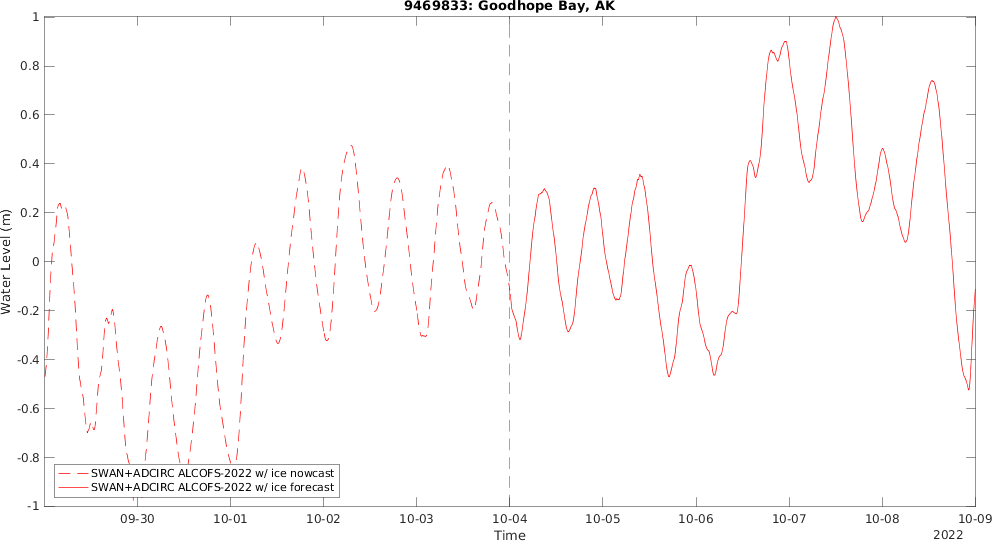 9469833: Goodhope Bay, AK
1
0.8
0.6
0.4
0.2
0
-0.2
-0.4
-0.6
-0.8
-1
Water Level (m)
SWAN+ADCIRC ALCOFS-2022 w/ ice nowcast
SWAN+ADCIRC ALCOFS-2022 w/ ice forecast
09-30 10-01 10-02 10-03 10-04 10-05 10-06 10-07 10-08 10-09
Time
2022